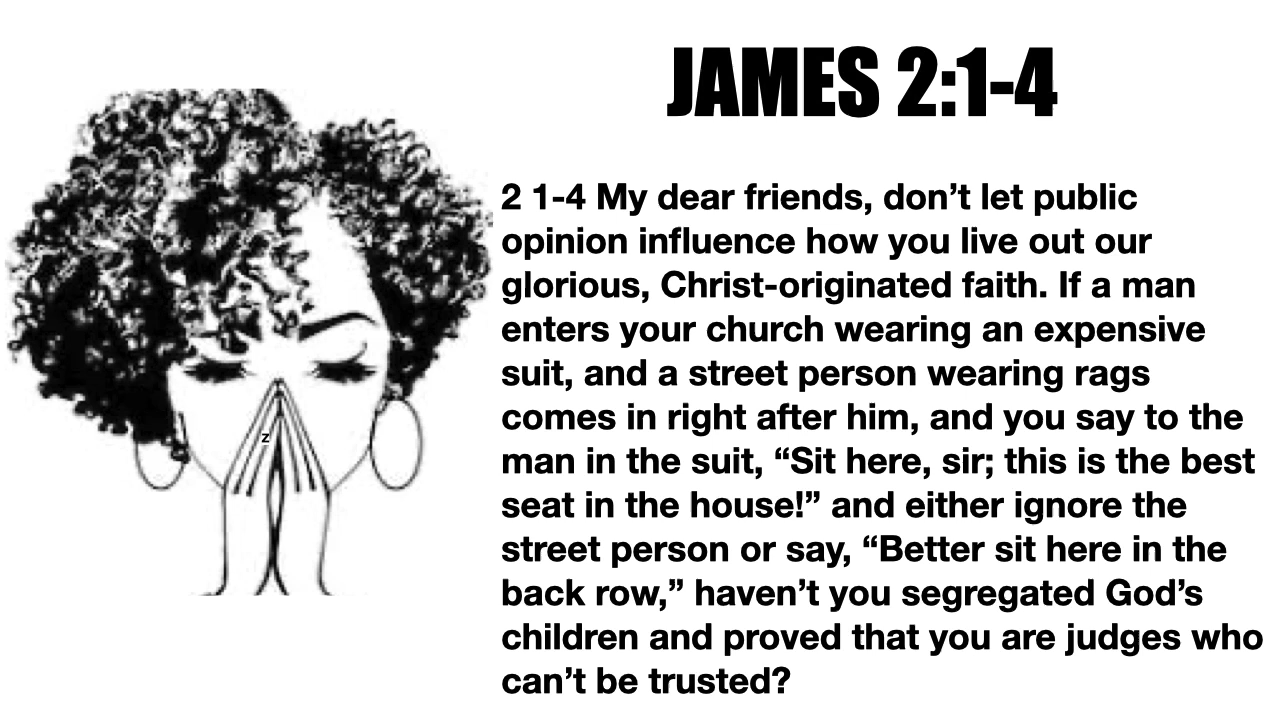 JAMES 2:1-4
2 1-4 My dear friends, don’t let public
opinion influence how you live out our
glorious, Christ-originated faith. If a man
enters your church wearing an expensive
suit, and a street person wearing rags
comes in right after him, and you say to the
man in the suit, “Sit here, sir; this is the best
seat in the house!” and either ignore the
street person or say, “Better sit here in the
back row,” haven’t you segregated God’s
children and proved that you are judges who
can’t be trusted?
z